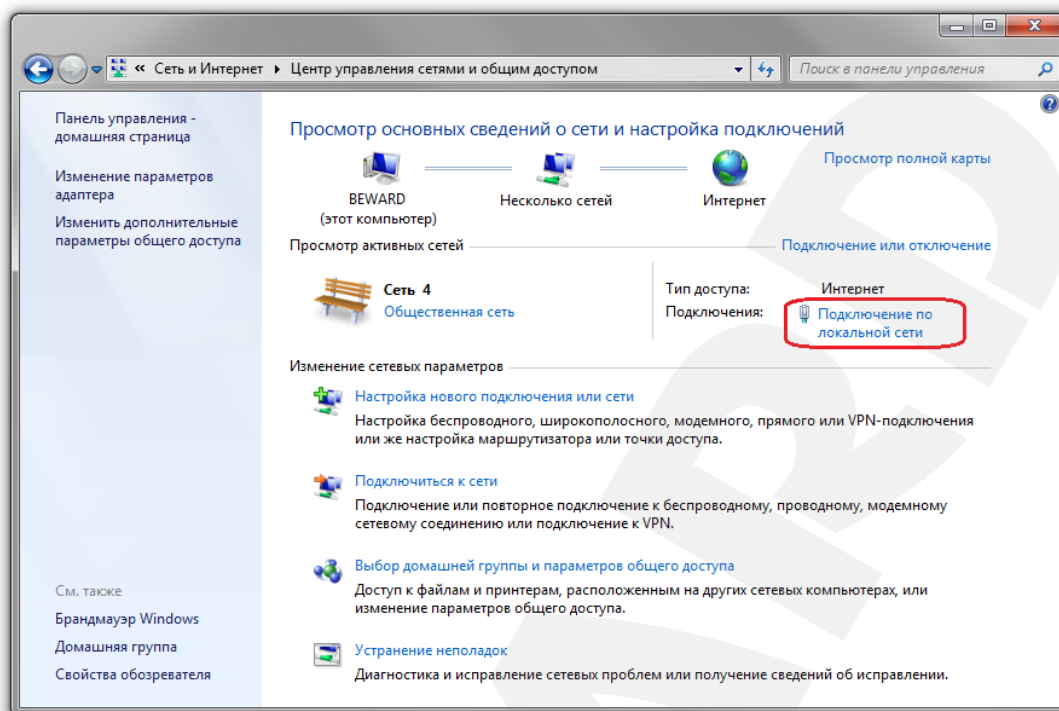 Сеть и Интернет
Центр управления сетями и общим доступом
Поиск в панели управления
Панель управления -
домашняя страница
Изменение параметров
адаптера
Изменить дополнительные
параметры общего доступа
См. также
Брандмауэр Windows
Домашняя группа
Свойства обозревателя
Просмотр основных сведений о сети и настройка подключений
Просмотр полной карты
BEWARD
(этот компьютер)
Несколько сетей
Интернет
Просмотр активных сетей
Подключение или отключение
Сеть 4
Общественная сеть
Тип доступа: Интернет
Подключения: Подключение по
локальной сети
Изменение сетевых параметров
Настройка нового подключения или сети
Настройка беспроводного, широкополосного, модемного, прямого или VPN-подключения
или же настройка маршрутизатора или точки доступа.
Подключиться к сети
Подключение или повторное подключение к беспроводному, проводному, модемному
сетевому соединению или подключение к VPN.
Выбор домашней группы и параметров общего доступа
Доступ к файлам и принтерам, расположенным на других сетевых компьютерах, или
изменение параметров общего доступа.
Устранение неполадок
Диагностика и исправление сетевых проблем или получение сведений об исправлении.